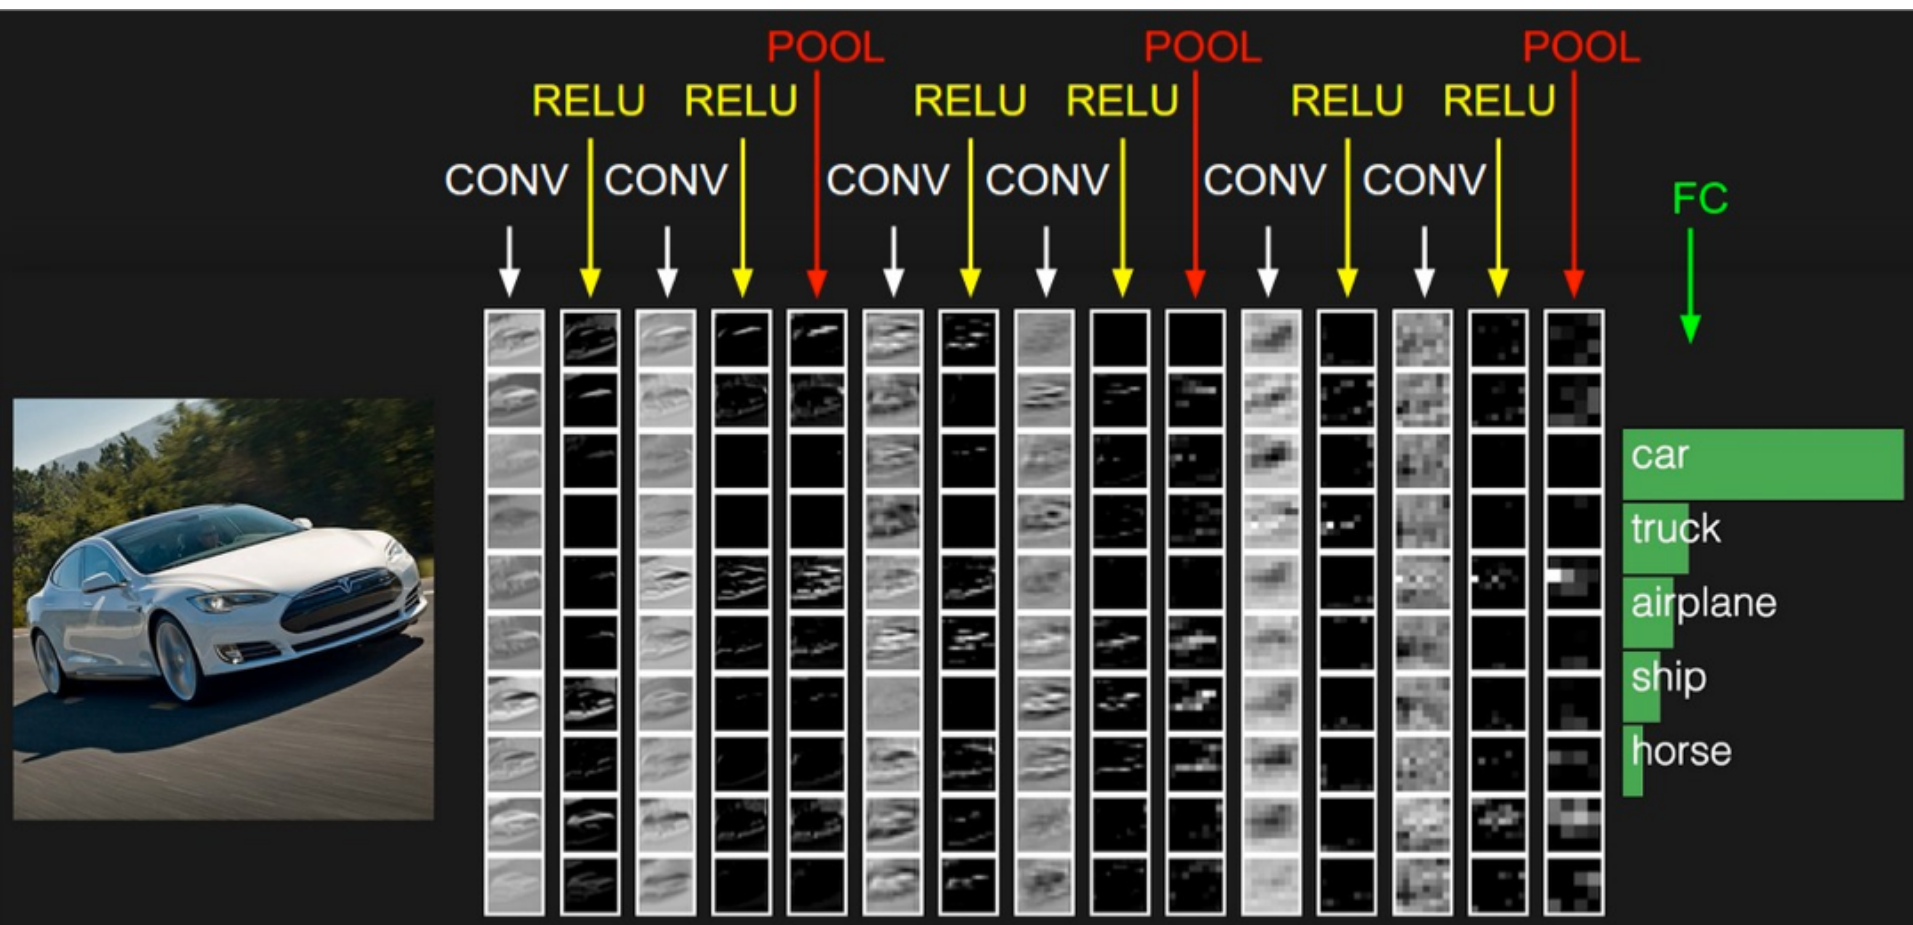 POOL POOL POOL
RELU RELU RELU RELU RELU RELU
CONV CONV CONV CONV CONV CONV
FC
car
truck
airplane
ship
horse